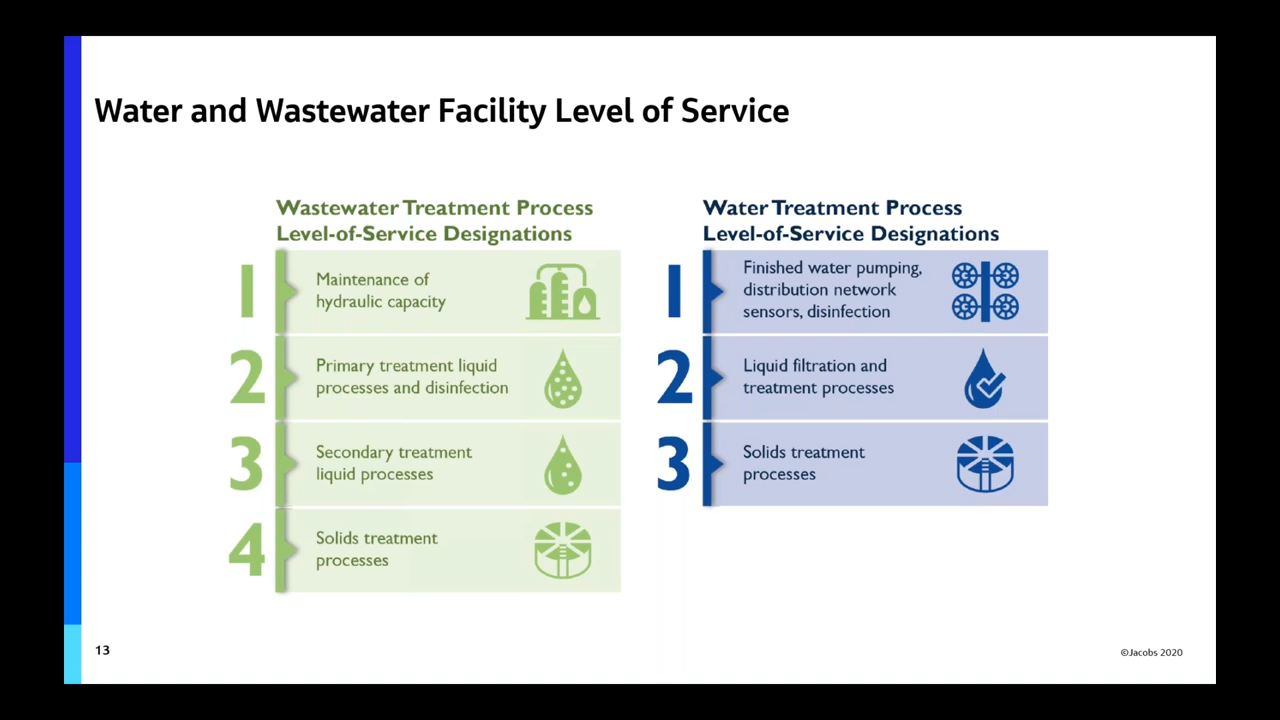 Water and Wastewater Facility Level of Service
Wastewater Treatment Process
Level-of-Service Designations
1
Maintenance of
hydraulic capacity
2
Primary treatment liquid
processes and disinfection
3
Secondary treatment
liquid processes
4
Solids treatment
processes
Water Treatment Process
Level-of-Service Designations
1
Finished water pumping,
distribution network
sensors, disinfection
2
Liquid filtration and
treatment processes
3
Solids treatment
processes
13
©Jacobs 2020